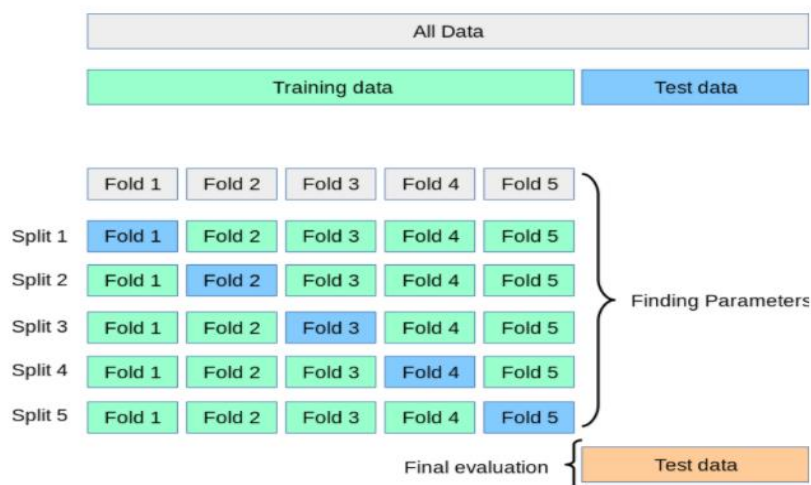 All Data
Training data Test data
Fold 1 Fold 2 Fold 3 Fold 4 Fold 5
Split 1 Fold 1 Fold 2 Fold 3 Fold 4 Fold 5
Split 2 Fold 1 Fold 2 Fold 3 Fold 4 Fold 5
Finding Parameters
Split 3 Fold 1 Fold 2 Fold 3 Fold 4 Fold 5
Split 4 Fold 1 Fold 2 Fold 3 Fold 4 Fold 5
Split 5 Fold 1 Fold 2 Fold 3 Fold 4 Fold 5
Final evaluation Test data